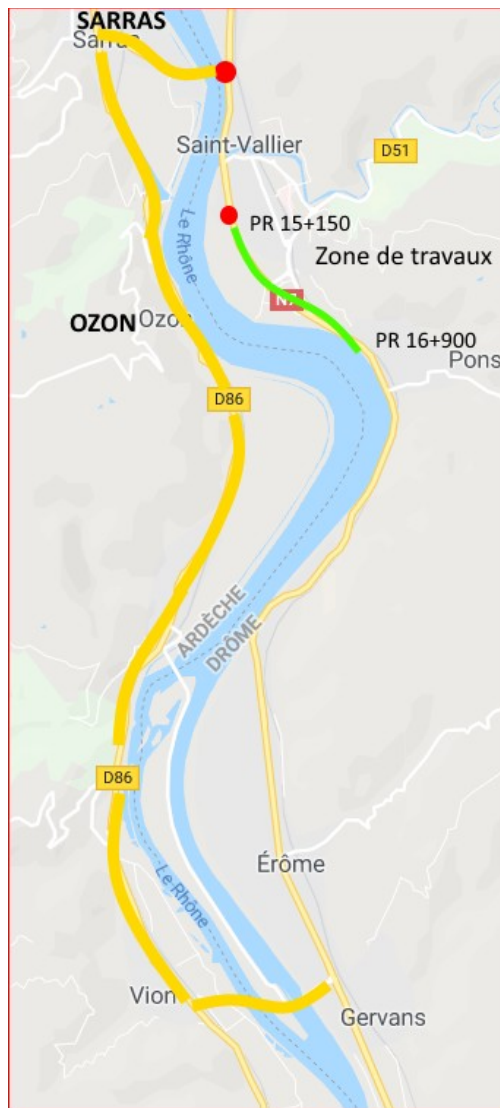 SARRAS
Sarras
Saint-Vallier
D51
Le Rhône
PR 15+150
Zone de travaux
N7
OZON
Ozon
PR 16+900
Pons
D86
ARDÈCHE
DRÔME
D86
Érôme
Le Rhône
Vion
Gervans